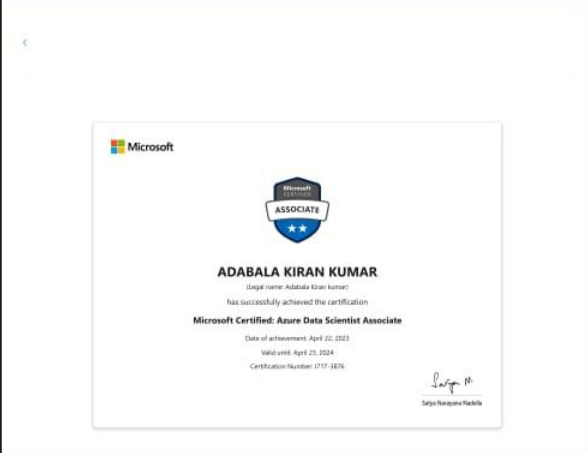 Microsoft
Microsoft
CERTIFIED
ASSOCIATE
ADABALA KIRAN KUMAR
(Legal name: Adabala Kiran kumar)
has successfully achieved the certification
Microsoft Certified: Azure Data Scientist Associate
Date of achievement: April 22, 2023
Valid until: April 23, 2024
Certification Number: I717-3876
Satya N.
Satya Narayana Nadella